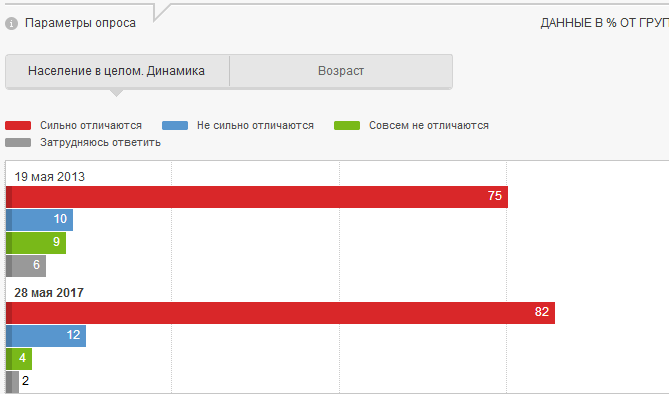 Параметры опроса
ДАННЫЕ В % ОТ ГРУП
Население в целом. Динамика
Возраст
Сильно отличаются
Не сильно отличаются
Совсем не отличаются
Затрудняюсь ответить
19 мая 2013
75
10
9
6
28 мая 2017
82
12
4
2